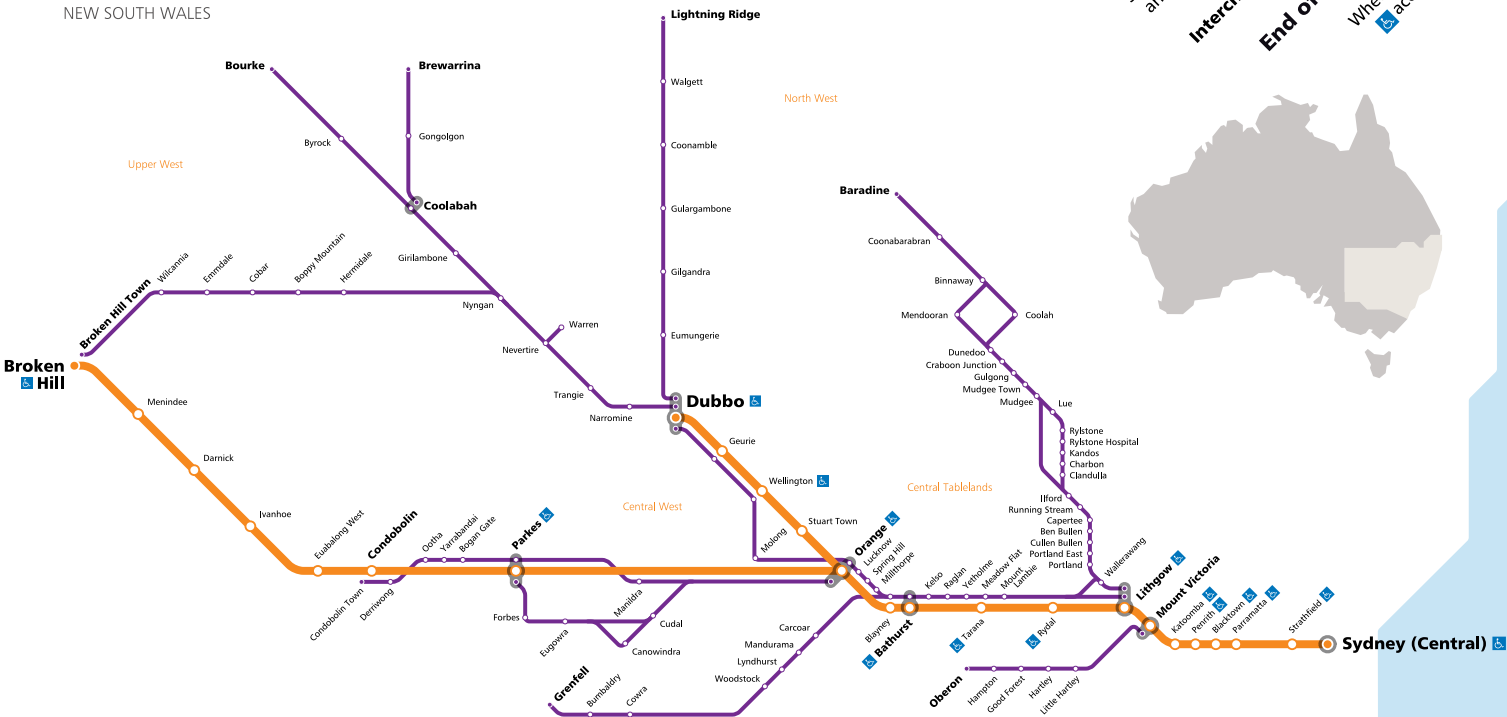 NEW SOUTH WALES
Interch
End of
Whe
acc
an
Lightning Ridge
Bourke
Brewarrina
Walgett
North West
Byrock
Gongolgon
Coonamble
Upper West
Baradine
Coolabah
Gulargambone
Coonabarabran
Girilambone
Gilgandra
Binnaway
Broken Hill Town
Wilcannia
Emmdale
Cobar
Boppy Mountain
Hermidale
Nyngan
Mendooran
Coolah
Warren
Nevertire
Eumungerie
Dunedoo
Craboon Junction
Gulgong
Mudgee Town
Mudgee
Lue
Broken
Hill
Trangie
Narromine
Dubbo
Menindee
Geurie
Rylstone
Rylstone Hospital
Kandos
Charbon
Clandulla
Darnick
Wellington
Central Tablelands
Central West
Ilford
Running Stream
Capertee
Ben Bullen
Cullen Bullen
Portland East
Portland
Wallerawang
Ivanhoe
Euabalong West
Condobolin
Ootha
Yarrabandai
Bogan Gate
Parkes
Molong
Stuart Town
Orange
Lucknow
Spring Hill
Millthorpe
Kelso
Raglan
Yetholme
Meadow Flat
Mount
Lambie
Lithgow
Mount Victoria
Condobolin Town
Derriwong
Forbes
Eugowra
Manildra
Cudal
Canowindra
Carcoar
Mandurama
Lyndhurst
Woodstock
Blayney
Bathurst
Tarana
Rydal
Katoomba
Penrith
Blacktown
Parramatta
Strathfield
Sydney (Central)
Grenfell
Bumbaldry
Cowra
Oberon
Hampton
Good Forest
Hartley
Little Hartley